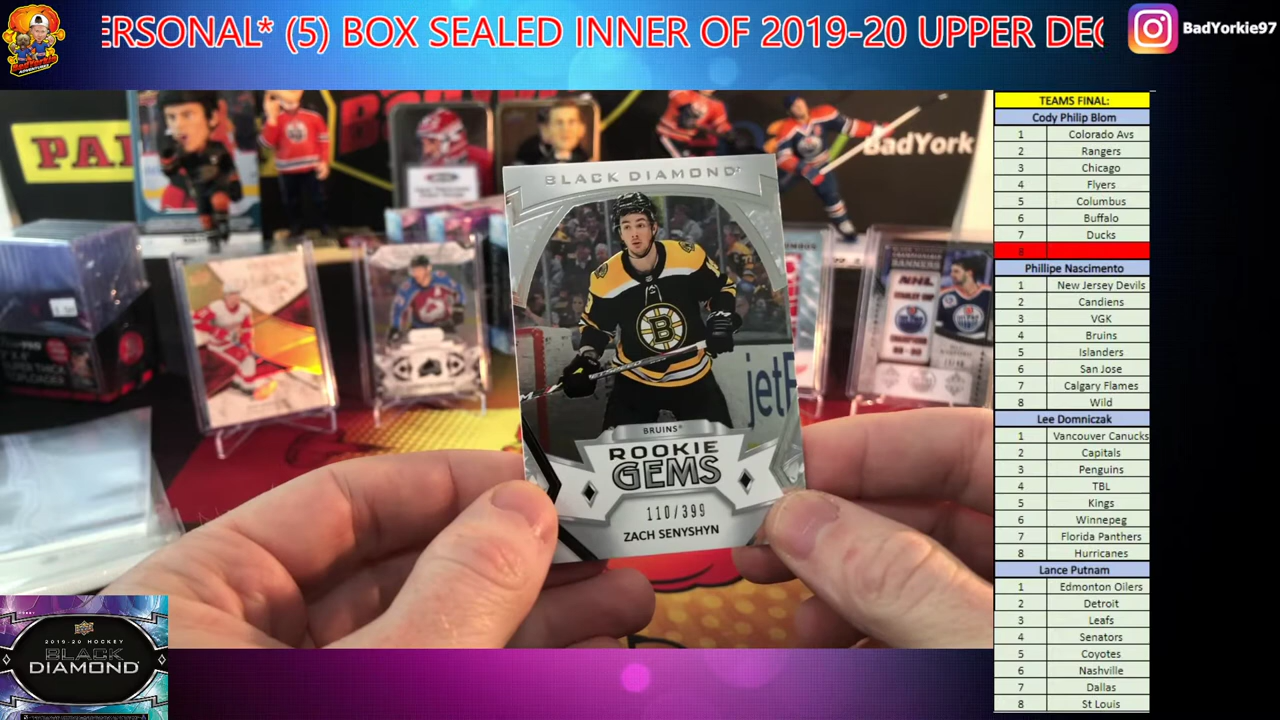 ERSONAL* (5) BOX SEALED INNER OF 2019-20 UPPER DEC
BadYorkie97
BadYork
BLACK DIAMOND
BRUINS
ROOKIE
GEMS
110/399
ZACH SENYSHYN
BANNERS
NHL
2019-20 HOCKEY
BLACK
DIAMOND
TEAMS FINAL:
Cody Philip Blom
1 Colorado Avs
2 Rangers
3 Chicago
4 Flyers
5 Columbus
6 Buffalo
7 Ducks
8
Phillipe Nascimento
1 New Jersey Devils
2 Candiens
3 VGK
4 Bruins
5 Islanders
6 San Jose
7 Calgary Flames
8 Wild
Lee Domniczak
1 Vancouver Canucks
2 Capitals
3 Penguins
4 TBL
5 Kings
6 Winnepeg
7 Florida Panthers
8 Hurricanes
Lance Putnam
1 Edmonton Oilers
2 Detroit
3 Leafs
4 Senators
5 Coyotes
6 Nashville
7 Dallas
8 St Louis